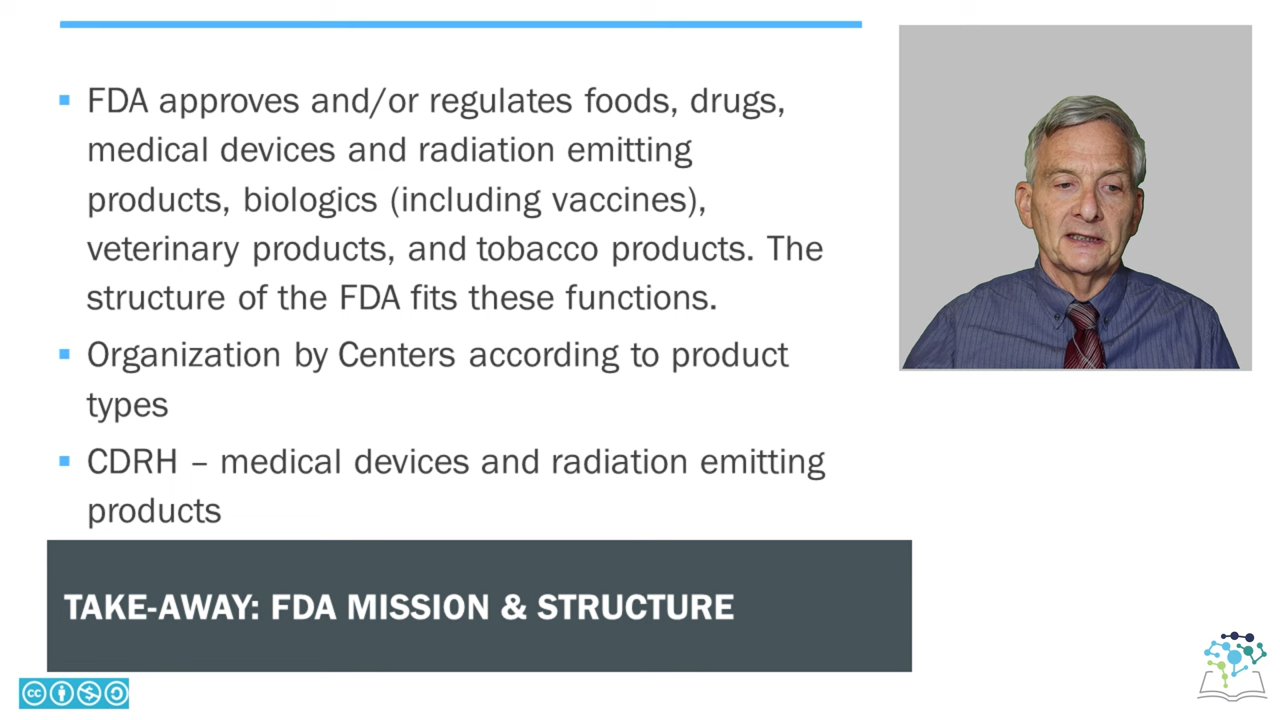 FDA approves and/or regulates foods, drugs,
medical devices and radiation emitting
products, biologics (including vaccines),
veterinary products, and tobacco products. The
structure of the FDA fits these functions.
Organization by Centers according to product
types
CDRH – medical devices and radiation emitting
products
TAKE-AWAY: FDA MISSION & STRUCTURE
cc